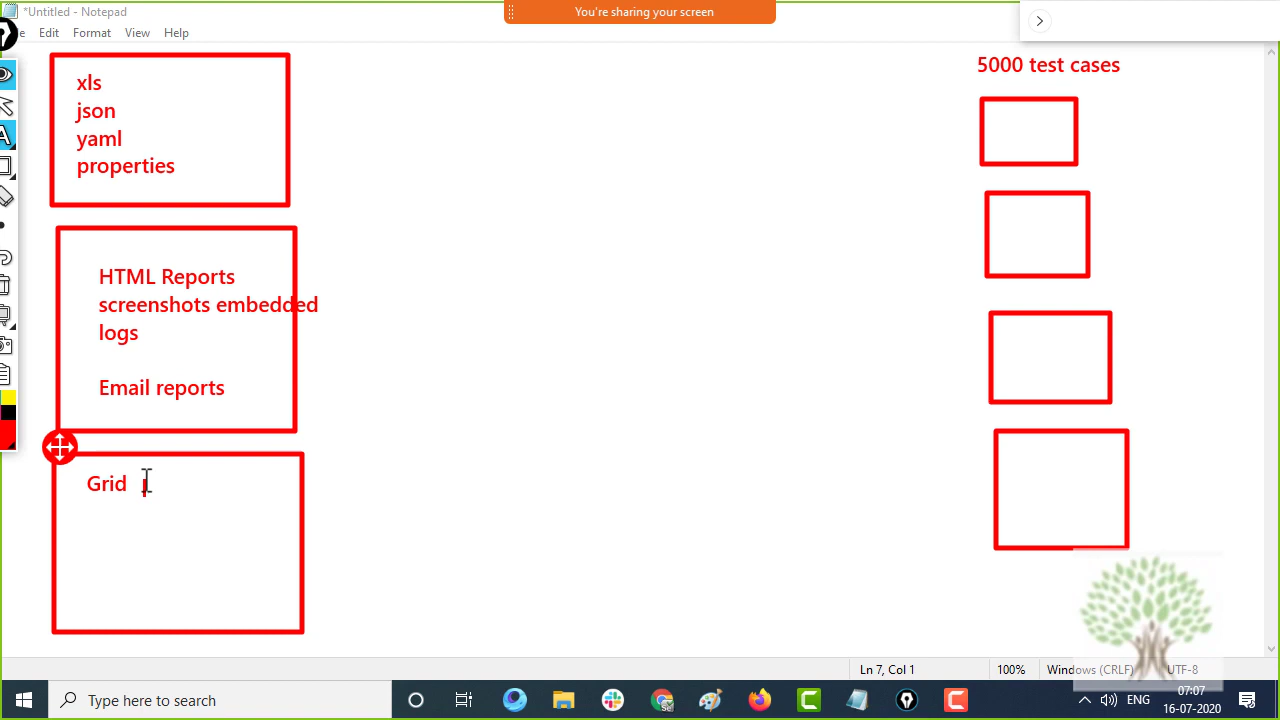 *Untitled - Notepad
You're sharing your screen
Edit Format View Help
xls
json
yaml
properties
HTML Reports
screenshots embedded
logs
Email reports
Grid
5000 test cases
Ln 7, Col 1 100% Windows (CRLF) UTF-8
Type here to search
ENG
07:07
16-07-2020